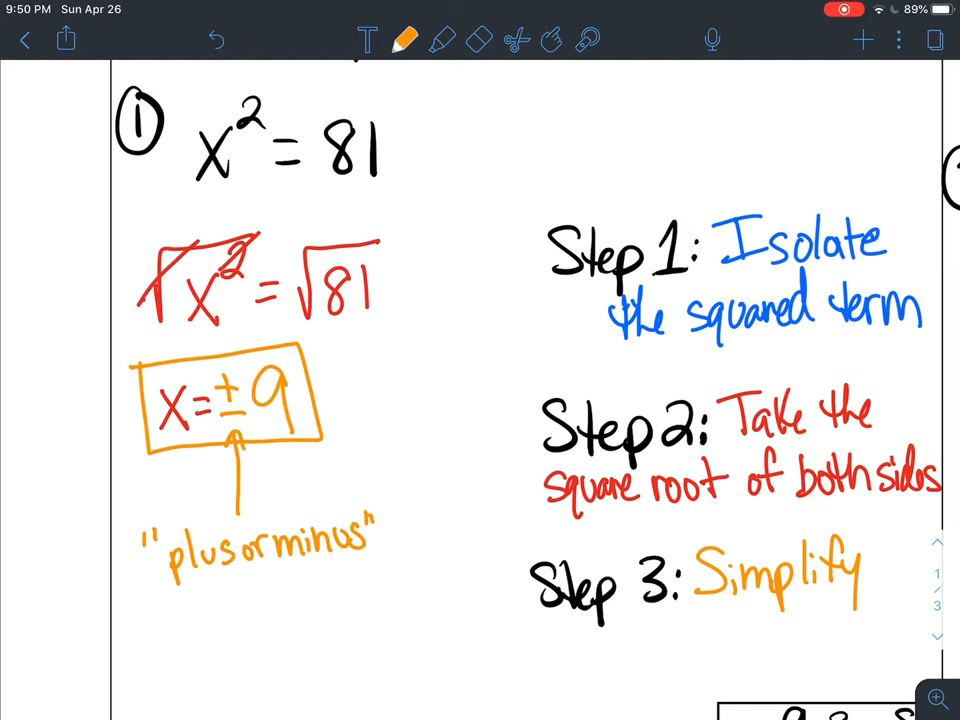 9:50 PM Sun Apr 26
89%
T
① x² = 81
√x² = √81
x = ± 9
"plus or minus"
Step 1: Isolate
the squared term
Step 2: Take the
square root of both sides
Step 3: Simplify
1
/
3